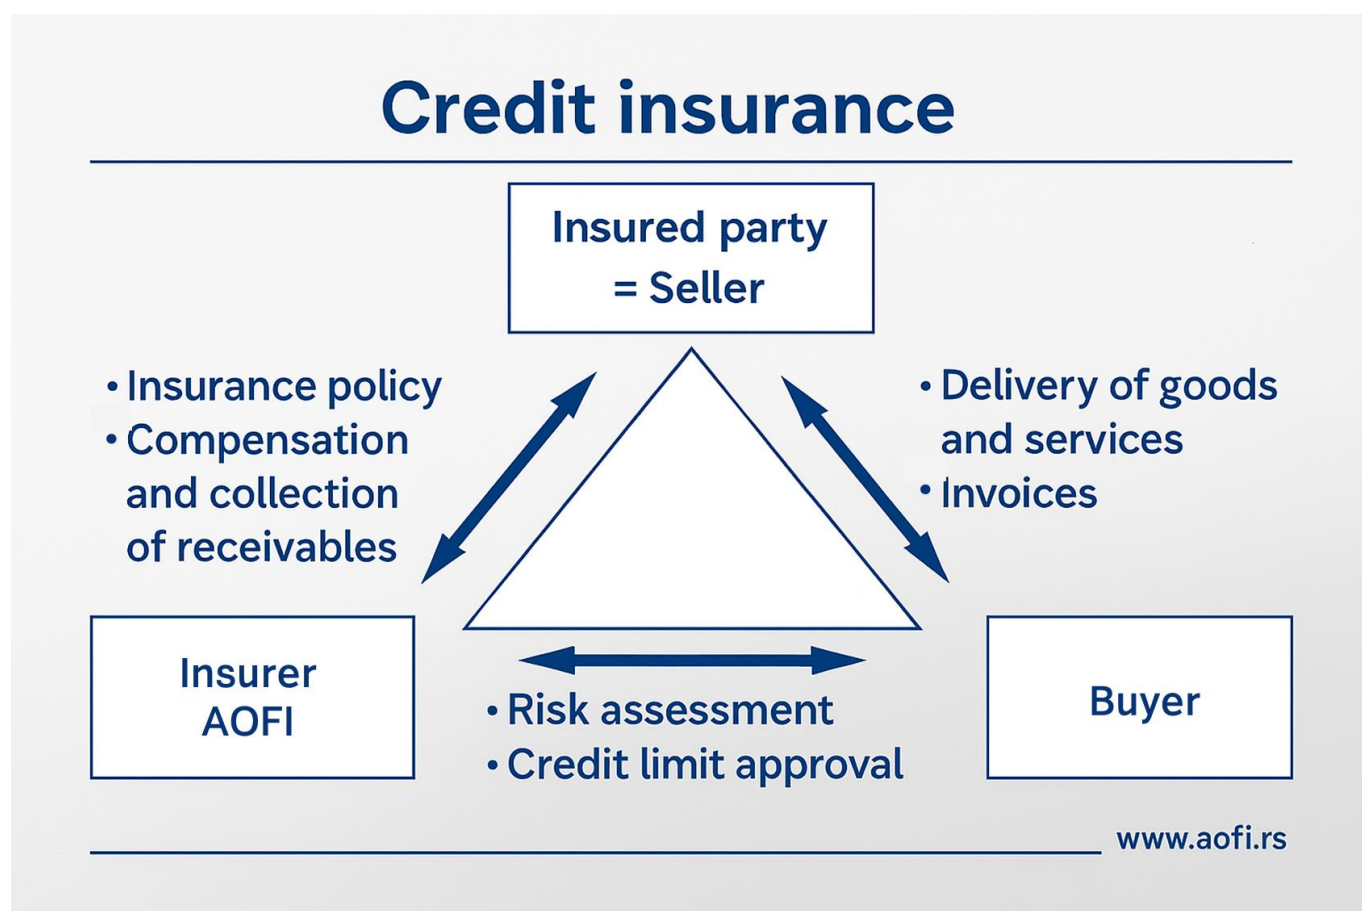 Credit insurance
Insured party
= Seller
• Insurance policy
• Compensation
and collection
of receivables
• Delivery of goods
and services
• Invoices
Insurer
AOFI
Buyer
• Risk assessment
• Credit limit approval
www.aofi.rs